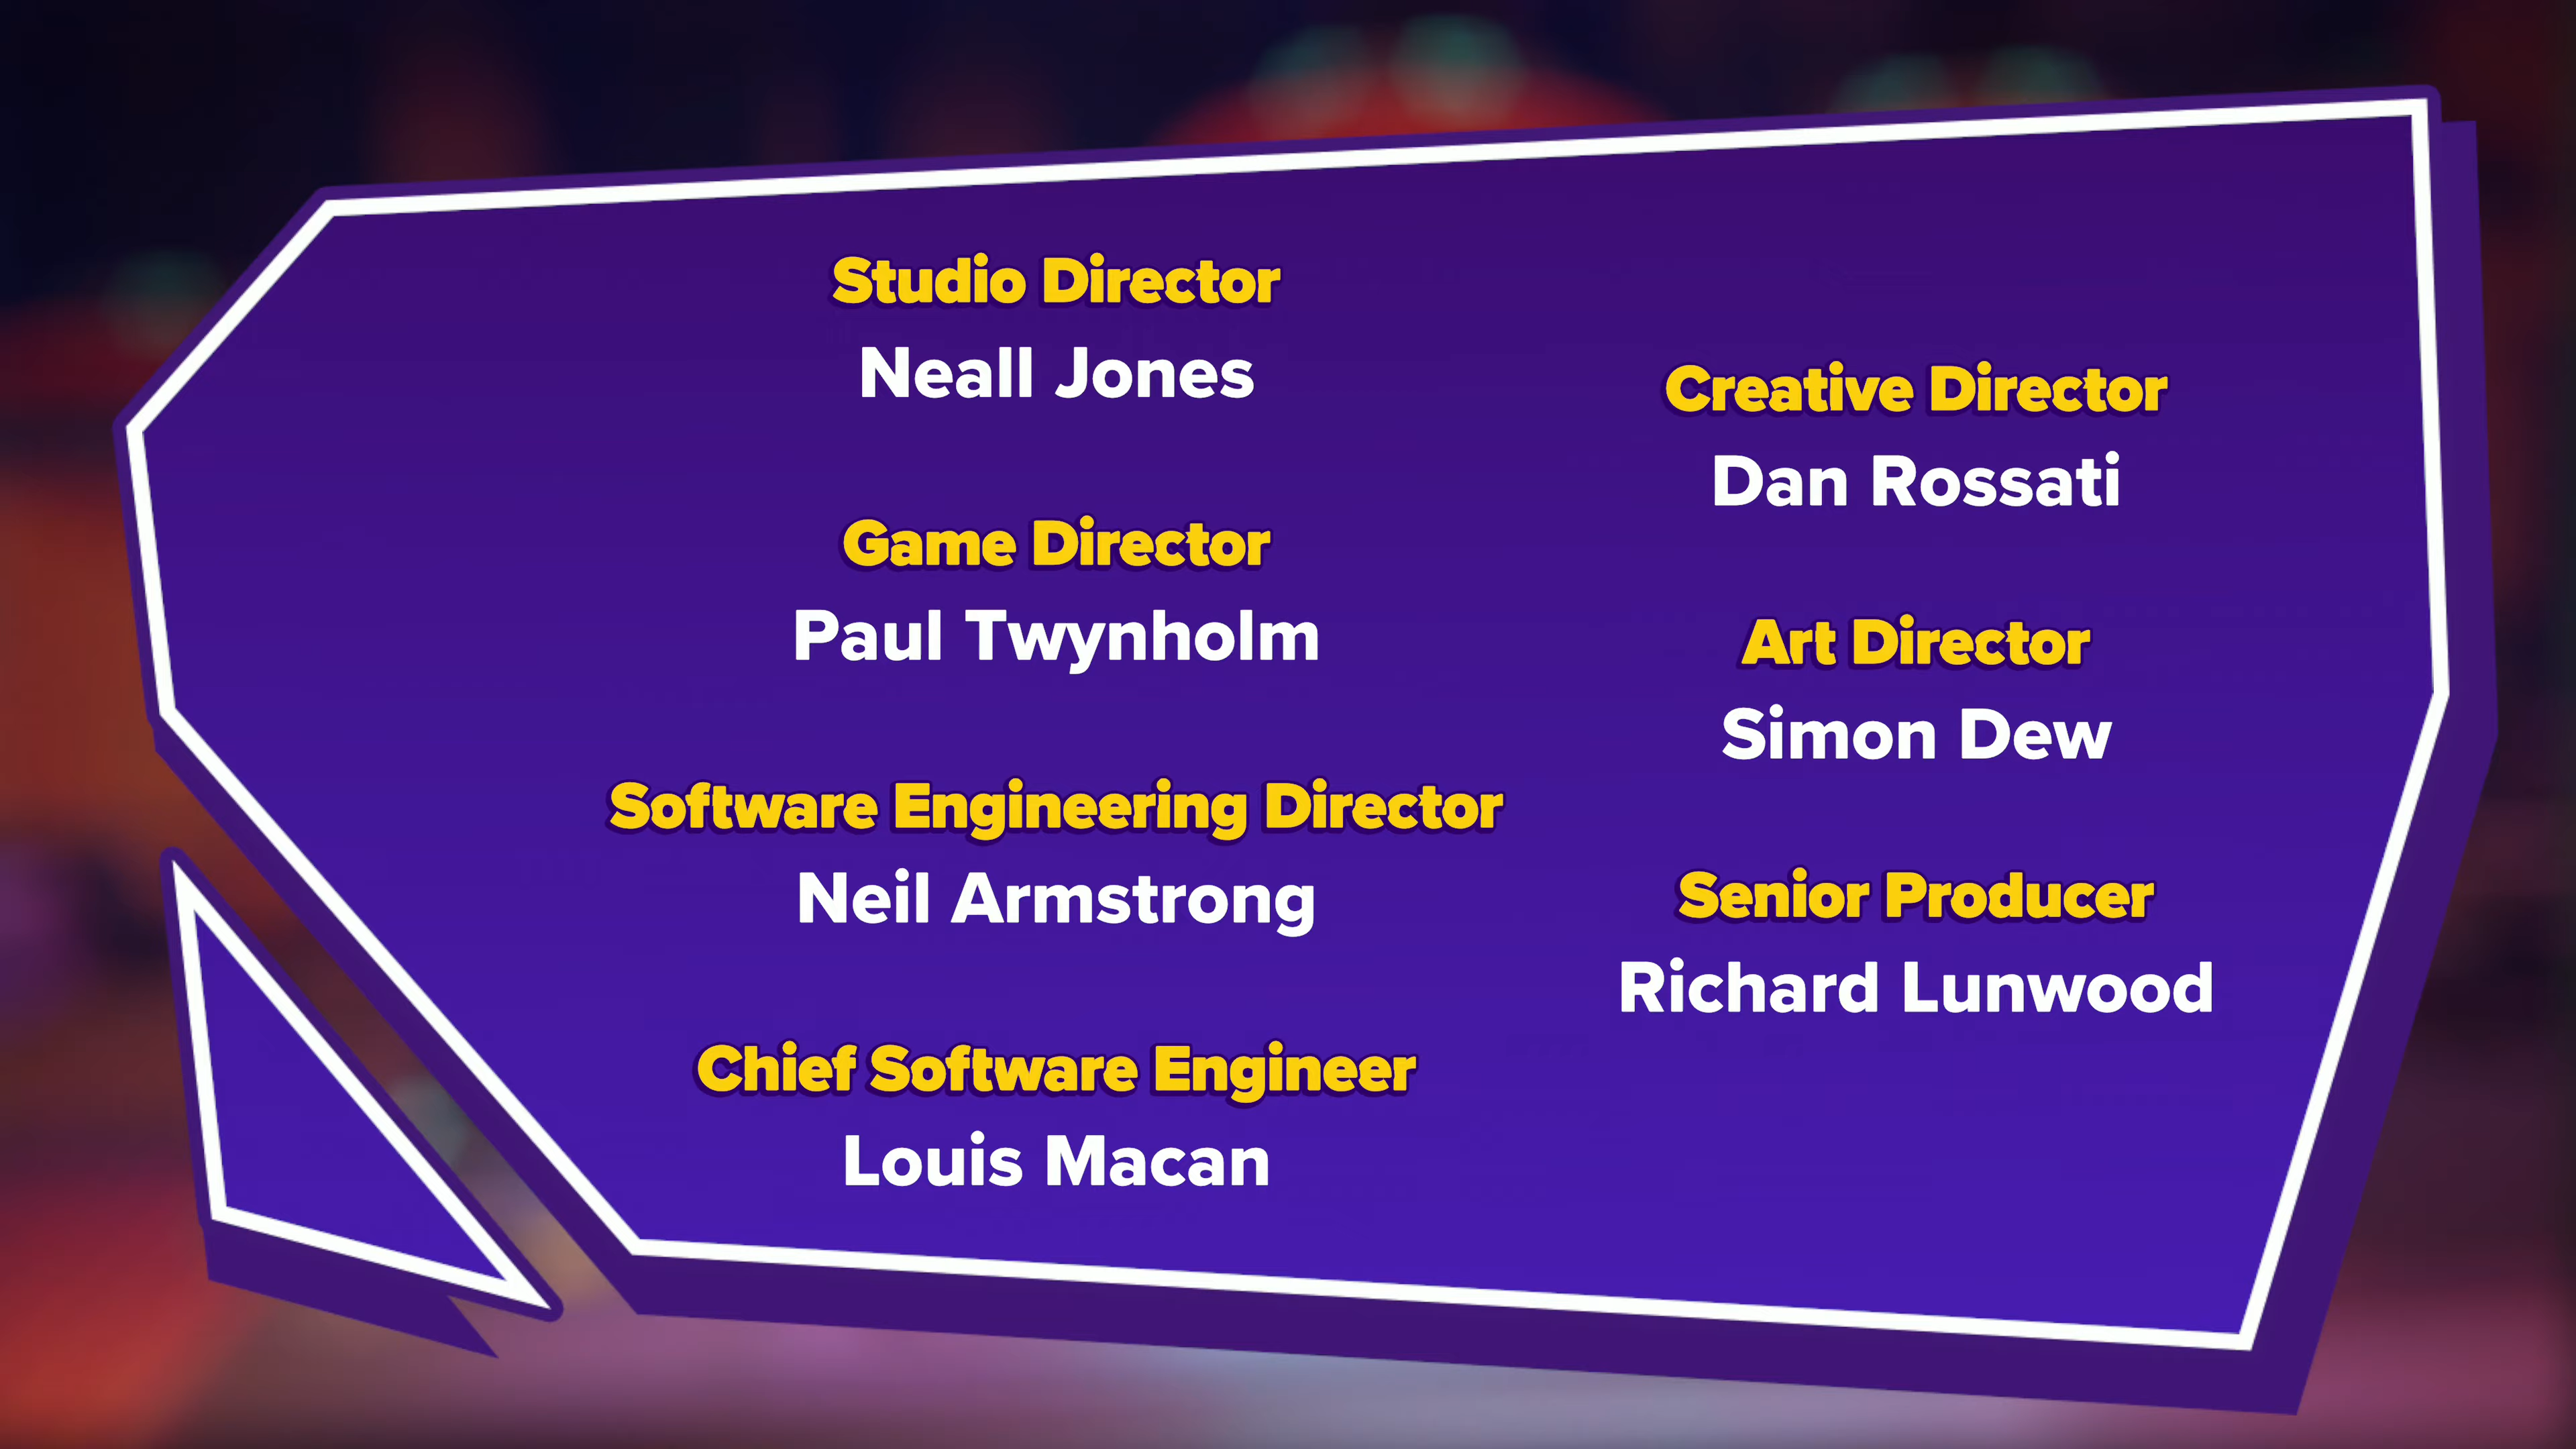 Studio Director
Neall Jones
Game Director
Paul Twynholm
Software Engineering Director
Neil Armstrong
Chief Software Engineer
Louis Macan
Creative Director
Dan Rossati
Art Director
Simon Dew
Senior Producer
Richard Lunwood